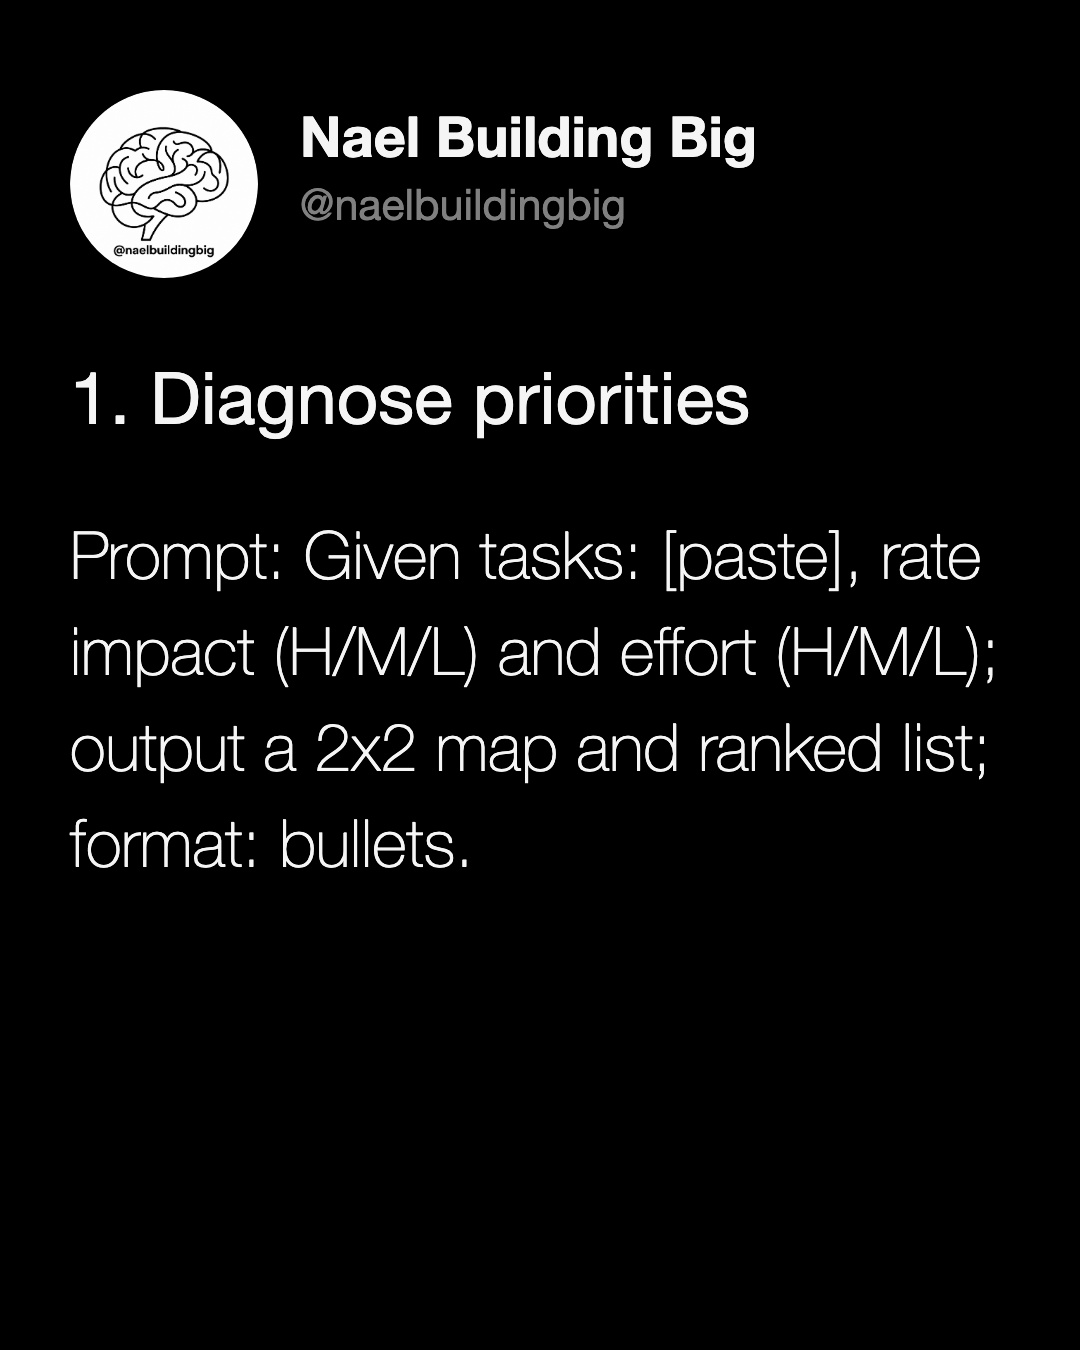 Nael Building Big
@naelbuildingbig
@naelbuildingbig
1. Diagnose priorities
Prompt: Given tasks: [paste], rate
impact (H/M/L) and effort (H/M/L);
output a 2x2 map and ranked list;
format: bullets.